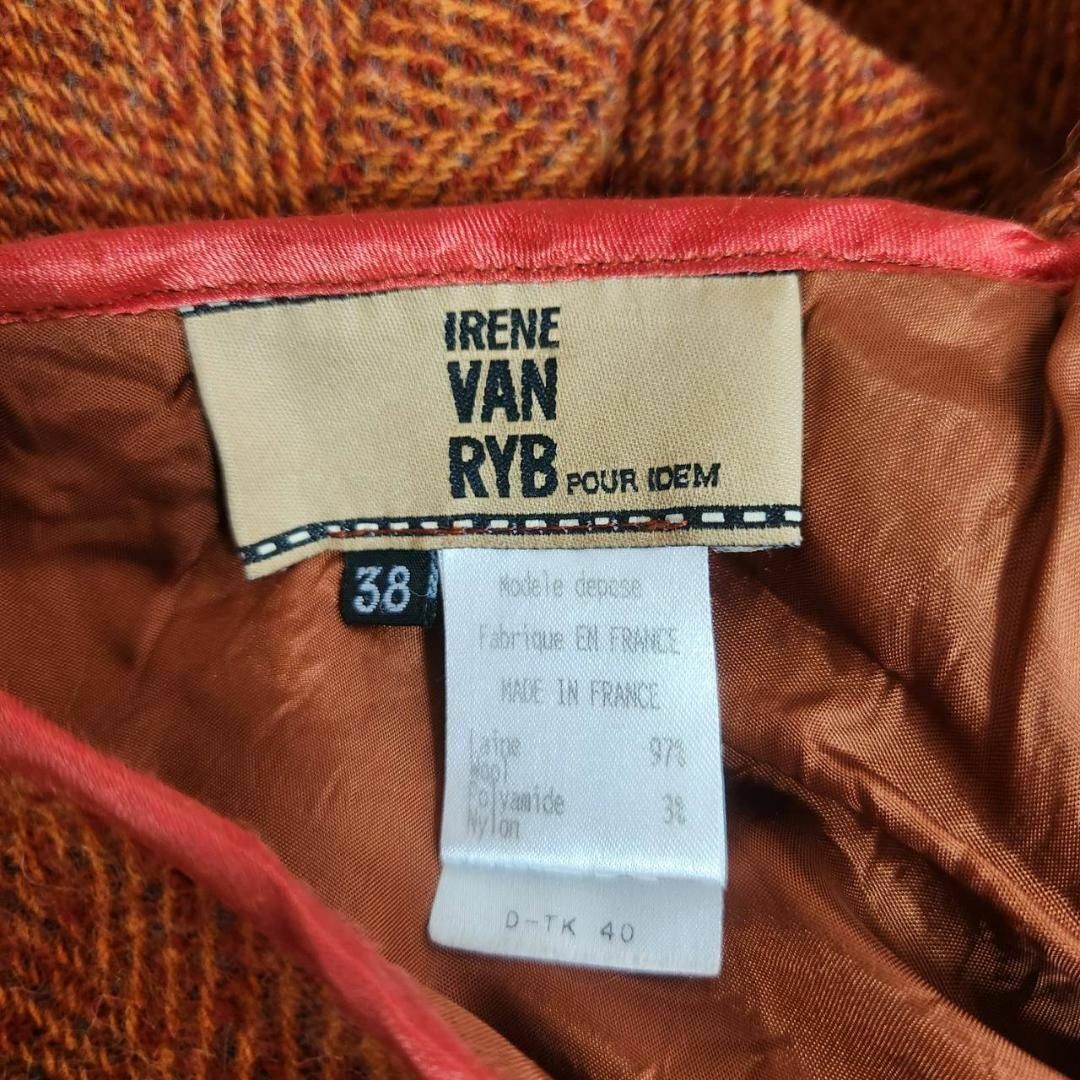 IRENE
VAN
RYB POUR IDEM
38
Modele depose
Fabrique EN FRANCE
MADE IN FRANCE
Laine 97%
Wool
Polyamide 3%
Nylon
D-TK 40